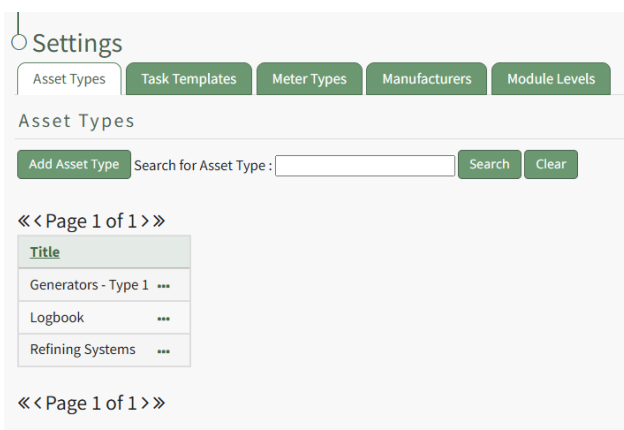 Settings
Asset Types Task Templates Meter Types Manufacturers Module Levels
Asset Types
Add Asset Type Search for Asset Type : Search Clear
«‹ Page 1 of 1 ›»
Title
Generators - Type 1 •••
Logbook •••
Refining Systems •••
«‹ Page 1 of 1 ›»